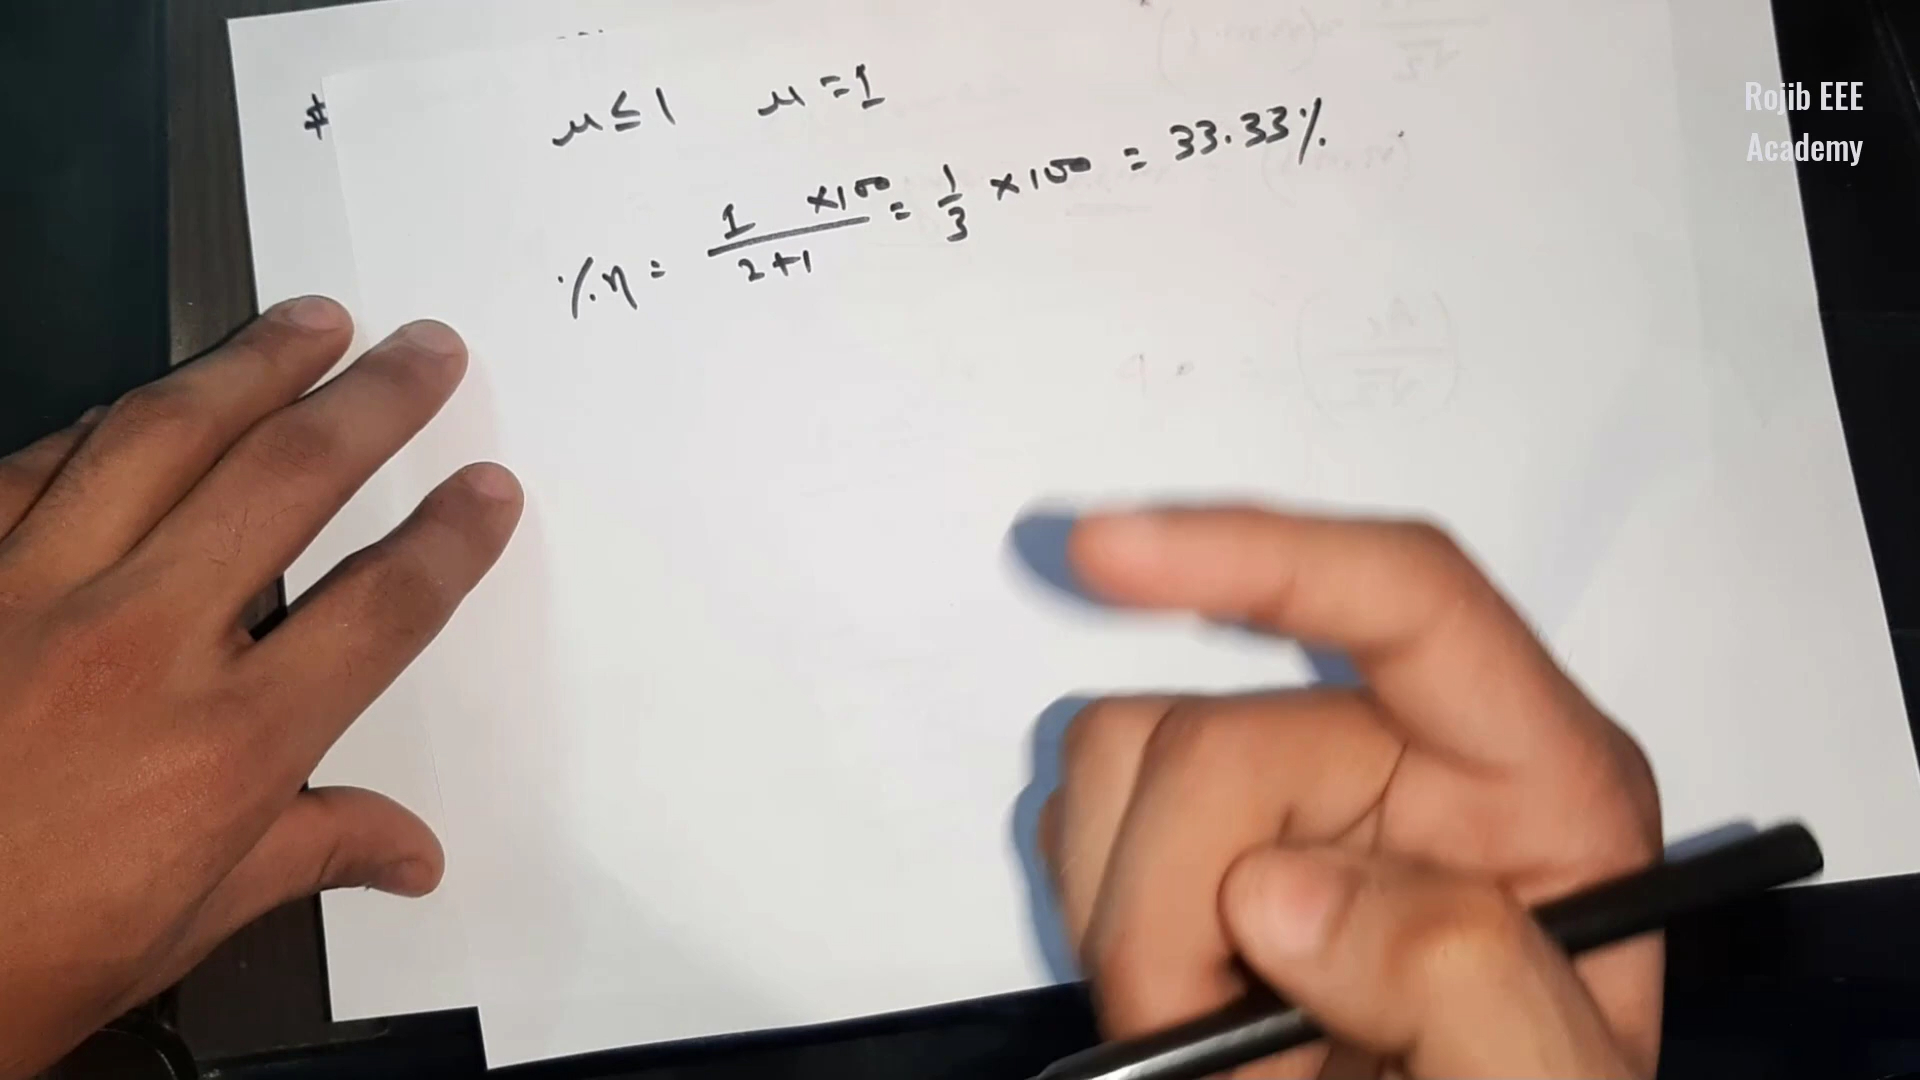 μ ≤ 1 μ = 1
%η = 1 ×100 / 2+1 = 1/3 ×100 = 33.33%
Rojib EEE
Academy